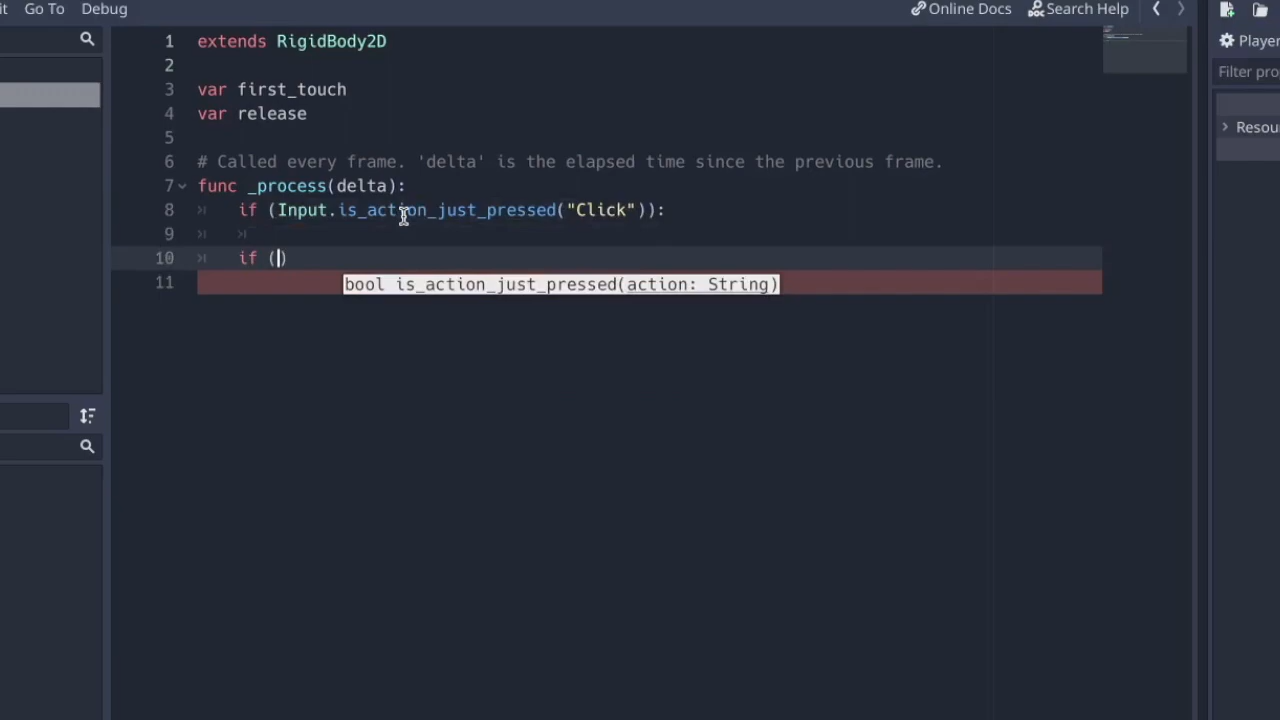 it Go To Debug Online Docs Search Help
Player
Filter pro
Resou
1 extends RigidBody2D
2
3 var first_touch
4 var release
5
6 # Called every frame. 'delta' is the elapsed time since the previous frame.
7 func _process(delta):
8 if (Input.is_action_just_pressed("Click")):
9
10 if ()
11
bool is_action_just_pressed(action: String)